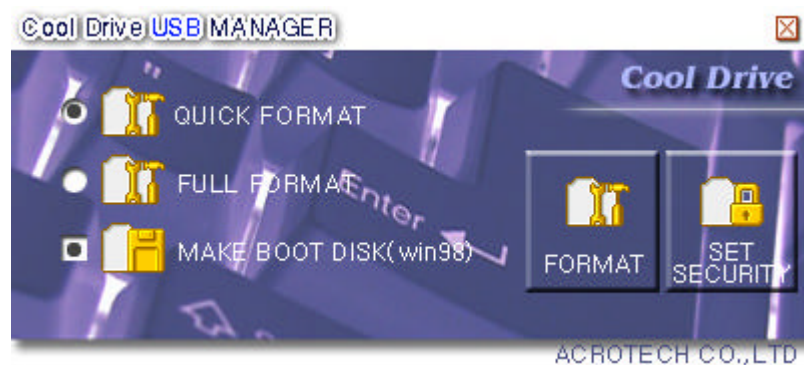 Cool Drive USB MANAGER
Cool Drive
QUICK FORMAT
FULL FORMAT
Enter
MAKE BOOT DISK(win98)
FORMAT
SET
SECURITY
ACROTECH CO.,LTD